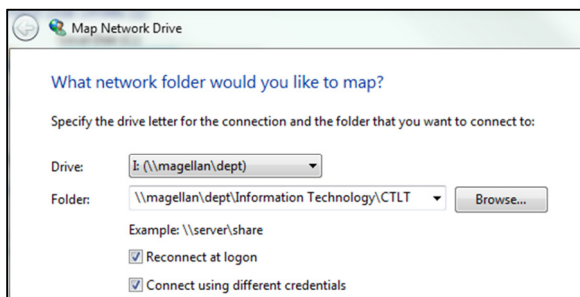 Map Network Drive
What network folder would you like to map?
Specify the drive letter for the connection and the folder that you want to connect to:
Drive: I: (\\magellan\dept)
Folder: \\magellan\dept\Information Technology\CTLT Browse...
Example: \\server\share
Reconnect at logon
Connect using different credentials